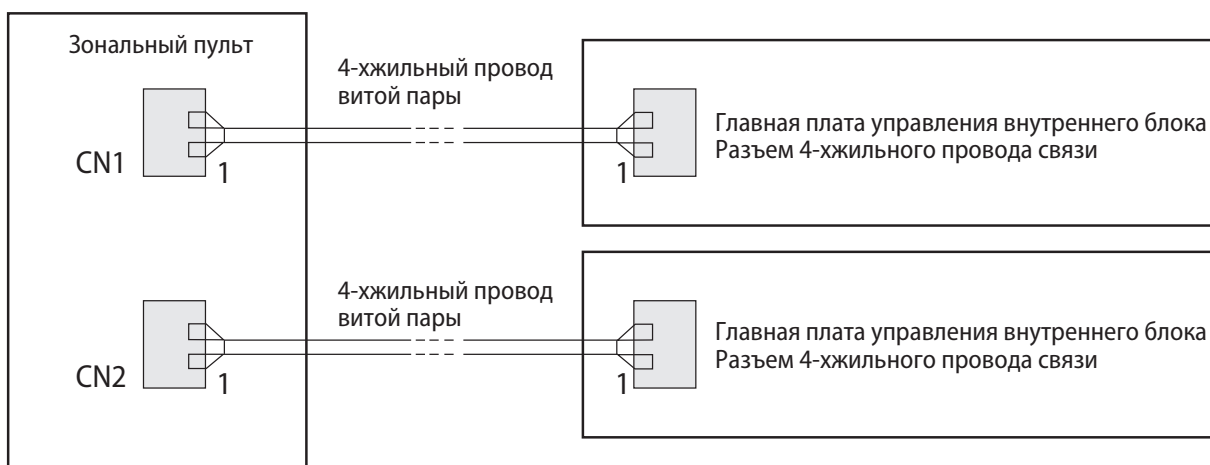 Зональный пульт
4-хжильный провод
витой пары
Главная плата управления внутреннего блока
Разъем 4-хжильного провода связи
CN1
1
1
4-хжильный провод
витой пары
Главная плата управления внутреннего блока
Разъем 4-хжильного провода связи
CN2
1
1